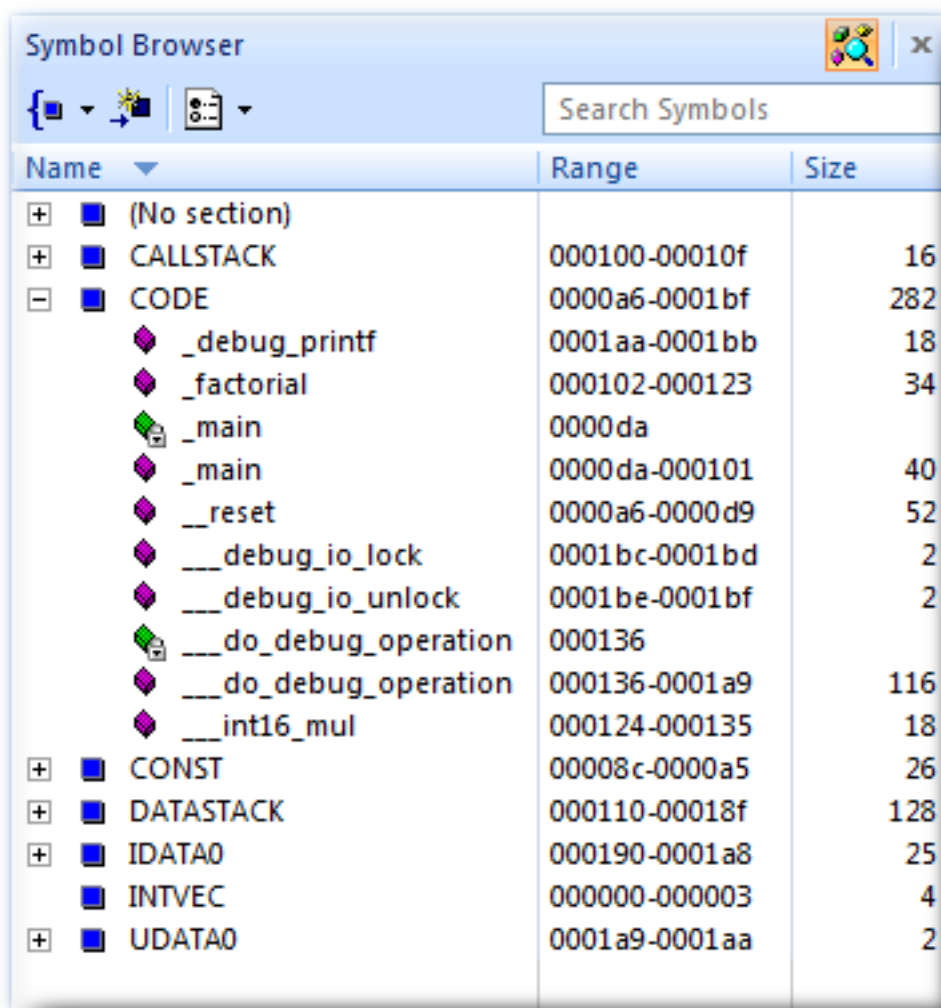 Symbol Browser
Search Symbols
Name Range Size
(No section)
CALLSTACK 000100-00010f 16
CODE 0000a6-0001bf 282
_debug_printf 0001aa-0001bb 18
_factorial 000102-000123 34
_main 0000da
_main 0000da-000101 40
__reset 0000a6-0000d9 52
___debug_io_lock 0001bc-0001bd 2
___debug_io_unlock 0001be-0001bf 2
___do_debug_operation 000136
___do_debug_operation 000136-0001a9 116
___int16_mul 000124-000135 18
CONST 00008c-0000a5 26
DATASTACK 000110-00018f 128
IDATA0 000190-0001a8 25
INTVEC 000000-000003 4
UDATA0 0001a9-0001aa 2